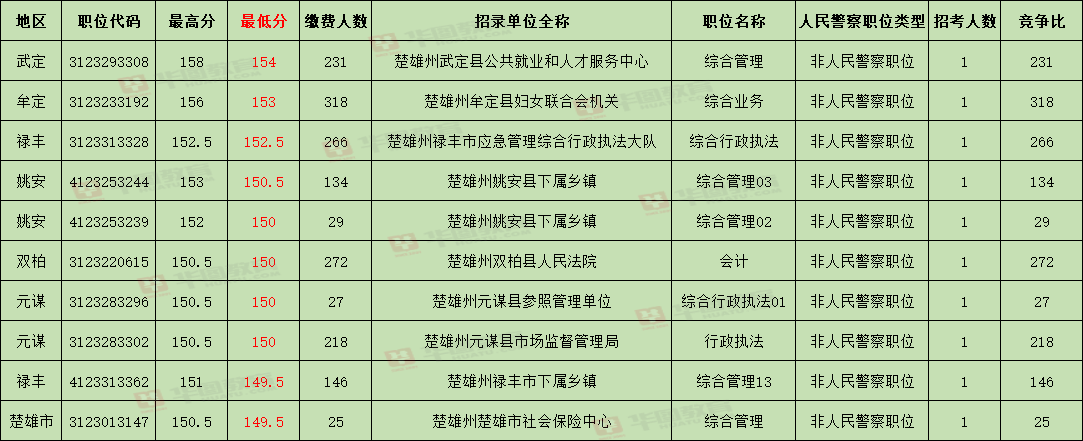 地区 职位代码 最高分 最低分 缴费人数 招录单位全称 职位名称 人民警察职位类型 招考人数 竞争比
武定 3123293308 158 154 231 楚雄州武定县公共就业和人才服务中心 综合管理 非人民警察职位 1 231
牟定 3123233192 156 153 318 楚雄州牟定县妇女联合会机关 综合业务 非人民警察职位 1 318
禄丰 3123313328 152.5 152.5 266 楚雄州禄丰市应急管理综合行政执法大队 综合行政执法 非人民警察职位 1 266
姚安 4123253244 153 150.5 134 楚雄州姚安县下属乡镇 综合管理03 非人民警察职位 1 134
姚安 4123253239 152 150 29 楚雄州姚安县下属乡镇 综合管理02 非人民警察职位 1 29
双柏 3123220615 150.5 150 272 楚雄州双柏县人民法院 会计 非人民警察职位 1 272
元谋 3123283296 150.5 150 27 楚雄州元谋县参照管理单位 综合行政执法01 非人民警察职位 1 27
元谋 3123283302 150.5 150 218 楚雄州元谋县市场监督管理局 行政执法 非人民警察职位 1 218
禄丰 4123313362 151 149.5 146 楚雄州禄丰市下属乡镇 综合管理13 非人民警察职位 1 146
楚雄市 3123013147 150.5 149.5 25 楚雄州楚雄市社会保险中心 综合管理 非人民警察职位 1 25